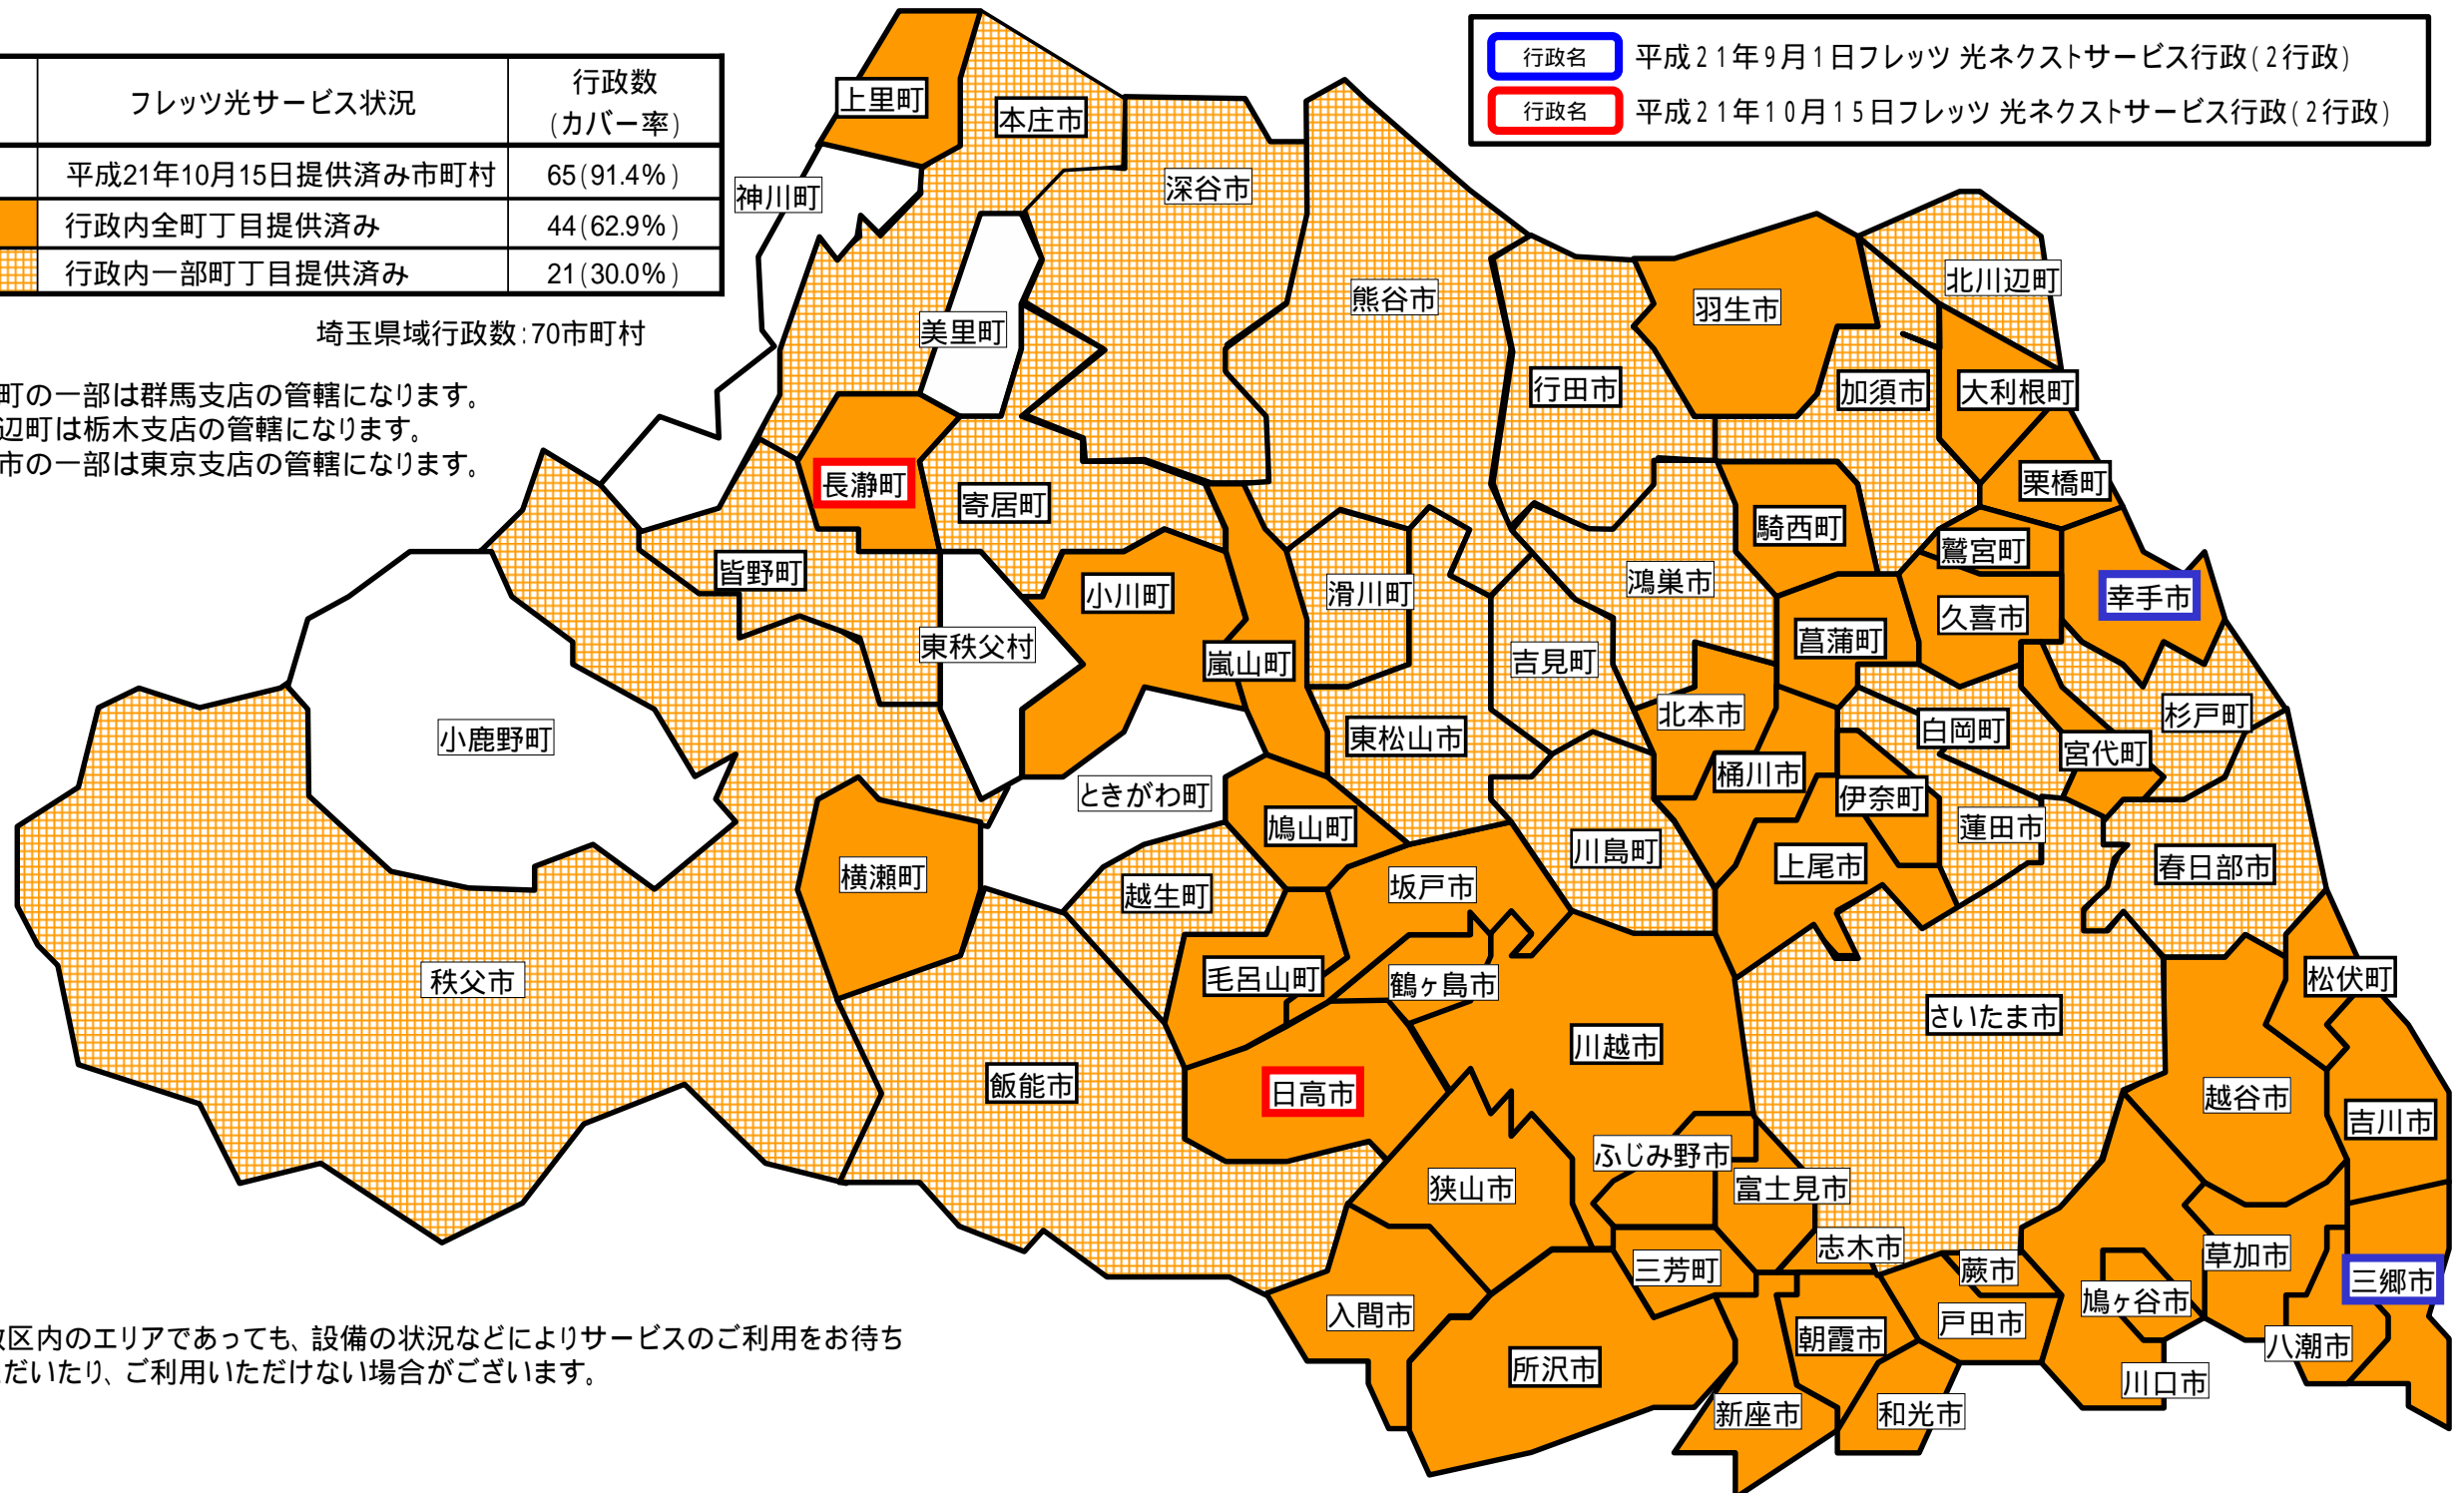 フレッツ光サービス状況
行政数
(カバー率)
平成21年10月15日提供済み市町村
65(91.4%)
行政内全町丁目提供済み
44(62.9%)
行政内一部町丁目提供済み
21(30.0%)
埼玉県域行政数:70市町村
町の一部は群馬支店の管轄になります。
辺町は栃木支店の管轄になります。
市の一部は東京支店の管轄になります。
行政名 平成21年9月1日フレッツ 光ネクストサービス行政(2行政)
行政名 平成21年10月15日フレッツ 光ネクストサービス行政(2行政)
上里町
本庄市
神川町
深谷市
熊谷市
美里町
羽生市
北川辺町
行田市
加須市
大利根町
長瀞町
寄居町
栗橋町
騎西町
鷲宮町
皆野町
小川町
滑川町
鴻巣市
幸手市
久喜市
東秩父村
嵐山町
吉見町
菖蒲町
小鹿野町
東松山市
北本市
白岡町
杉戸町
宮代町
ときがわ町
桶川市
伊奈町
鳩山町
川島町
蓮田市
横瀬町
越生町
坂戸市
上尾市
春日部市
秩父市
毛呂山町
鶴ヶ島市
松伏町
さいたま市
川越市
飯能市
日高市
越谷市
吉川市
ふじみ野市
狭山市
富士見市
志木市
草加市
三芳町
蕨市
三郷市
入間市
鳩ヶ谷市
戸田市
朝霞市
八潮市
所沢市
川口市
新座市
和光市
区内のエリアであっても、設備の状況などによりサービスのご利用をお待ち
だいたり、ご利用いただけない場合がございます。